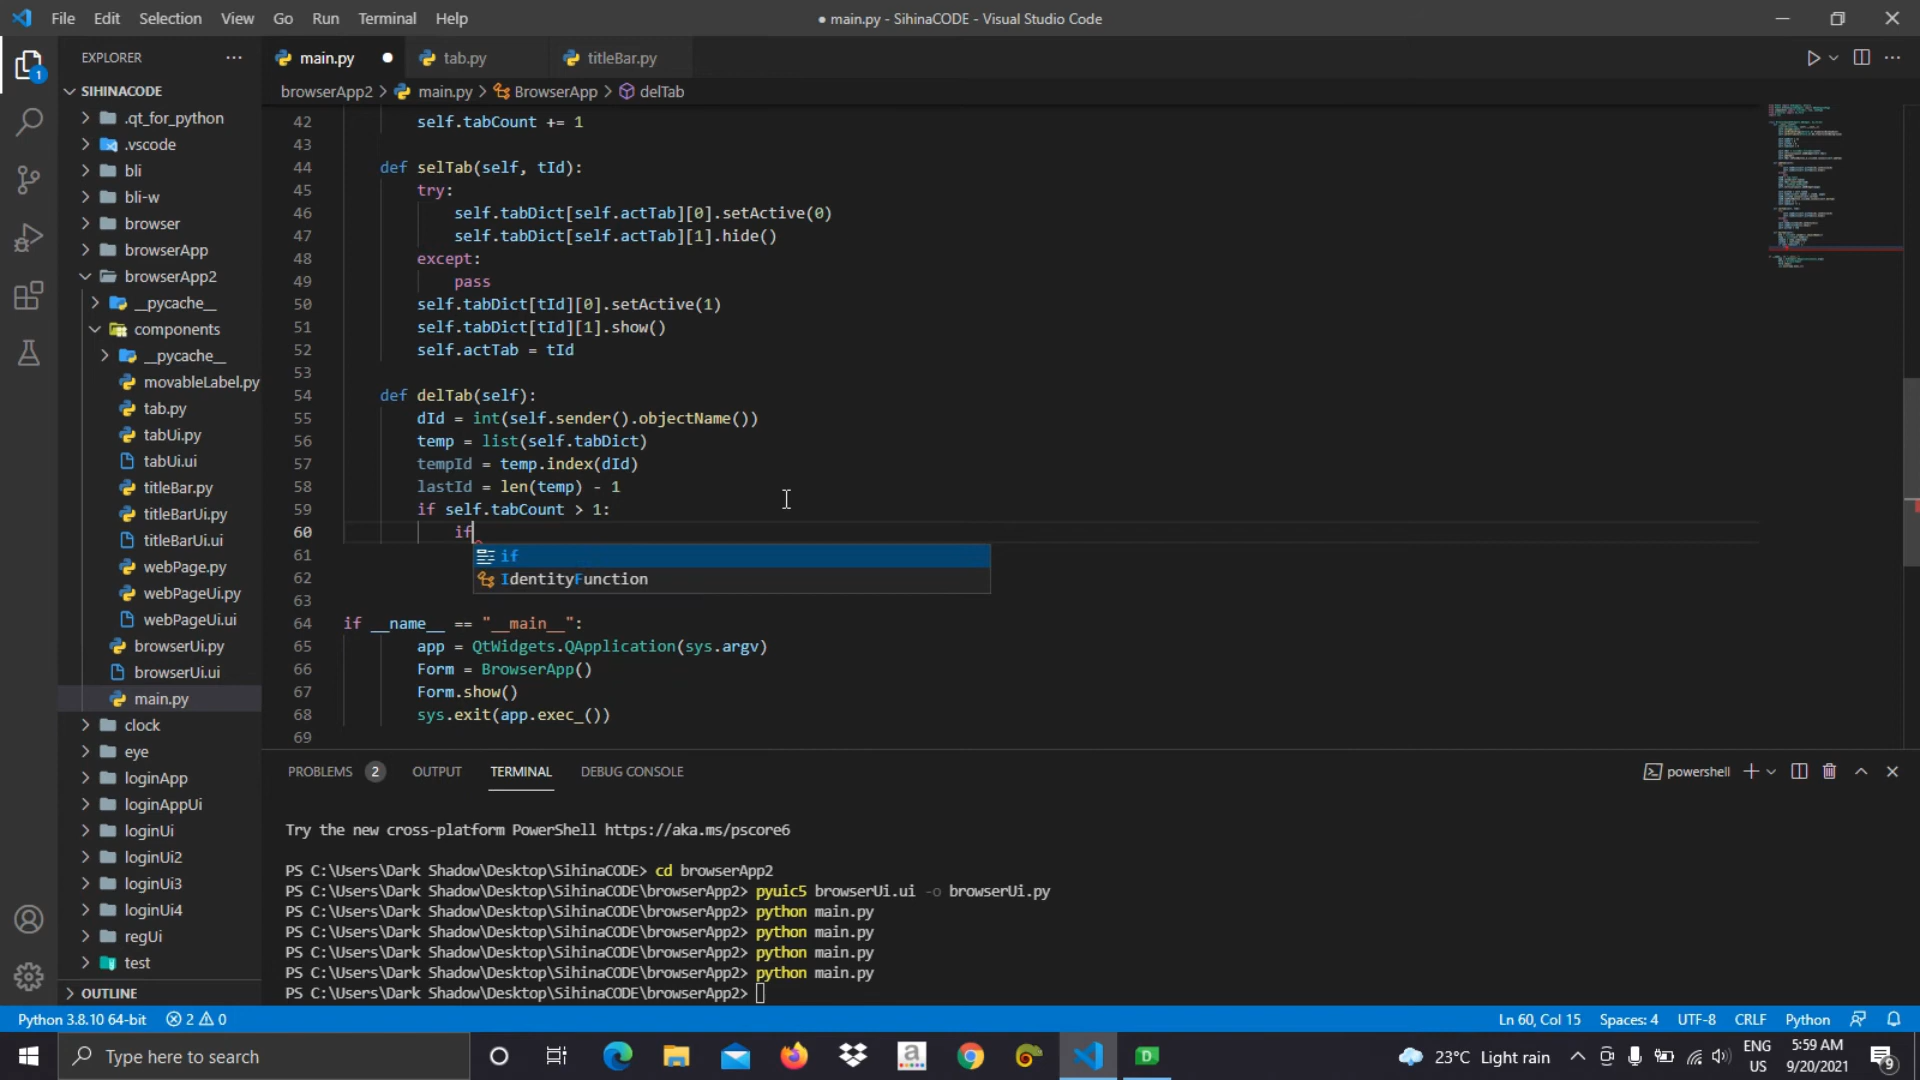 File Edit Selection View Go Run Terminal Help
● main.py - SihinaCODE - Visual Studio Code
EXPLORER
main.py
tab.py
titleBar.py
SIHINACODE
browserApp2 > main.py > BrowserApp > delTab
.qt_for_python
.vscode
bli
bli-w
browser
browserApp
browserApp2
__pycache__
components
__pycache__
movableLabel.py
tab.py
tabUi.py
tabUi.ui
titleBar.py
titleBarUi.py
titleBarUi.ui
webPage.py
webPageUi.py
webPageUi.ui
browserUi.py
browserUi.ui
main.py
clock
eye
loginApp
loginAppUi
loginUi
loginUi2
loginUi3
loginUi4
regUi
test
OUTLINE
1
42 self.tabCount += 1
43
44 def selTab(self, tId):
45 try:
46 self.tabDict[self.actTab][0].setActive(0)
47 self.tabDict[self.actTab][1].hide()
48 except:
49 pass
50 self.tabDict[tId][0].setActive(1)
51 self.tabDict[tId][1].show()
52 self.actTab = tId
53
54 def delTab(self):
55 dId = int(self.sender().objectName())
56 temp = list(self.tabDict)
57 tempId = temp.index(dId)
58 lastId = len(temp) - 1
59 if self.tabCount > 1:
60 if
61
62
if
IdentityFunction
63
64 if __name__ == "__main__":
65 app = QtWidgets.QApplication(sys.argv)
66 Form = BrowserApp()
67 Form.show()
68 sys.exit(app.exec_())
69
PROBLEMS 2 OUTPUT TERMINAL DEBUG CONSOLE
powershell
Try the new cross-platform PowerShell https://aka.ms/pscore6
PS C:\Users\Dark Shadow\Desktop\SihinaCODE> cd browserApp2
PS C:\Users\Dark Shadow\Desktop\SihinaCODE\browserApp2> pyuic5 browserUi.ui -o browserUi.py
PS C:\Users\Dark Shadow\Desktop\SihinaCODE\browserApp2> python main.py
PS C:\Users\Dark Shadow\Desktop\SihinaCODE\browserApp2> python main.py
PS C:\Users\Dark Shadow\Desktop\SihinaCODE\browserApp2> python main.py
PS C:\Users\Dark Shadow\Desktop\SihinaCODE\browserApp2> python main.py
PS C:\Users\Dark Shadow\Desktop\SihinaCODE\browserApp2>
Python 3.8.10 64-bit 2 0
Ln 60, Col 15 Spaces: 4 UTF-8 CRLF Python
Type here to search
23°C Light rain
ENG
US
5:59 AM
9/20/2021
9